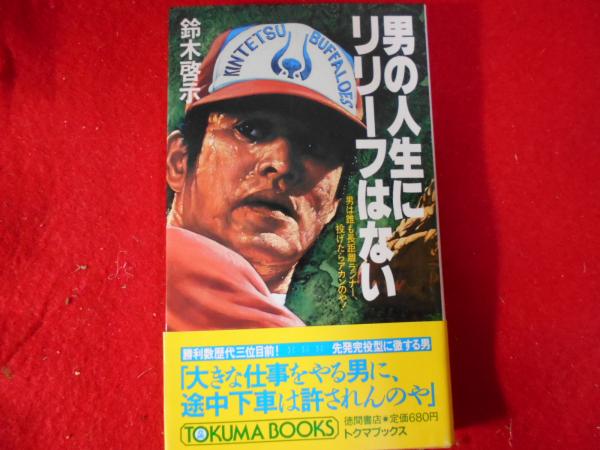 鈴木啓示
男の人生に
リリーフはない
男は誰も長距離ランナー、
投げたらアカンのや！
KINTETSU BUFFALOES
勝利数歴代三位目前！
先発完投型に徹する男
「大きな仕事をやる男に、
途中下車は許されんのや」
TOKUMA BOOKS
徳間書店★定価680円
トクマブックス